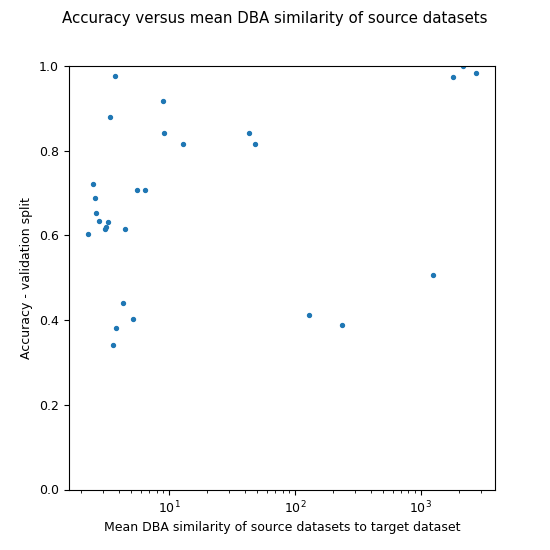 Accuracy versus mean DBA similarity of source datasets
1.0
0.8
0.6
0.4
0.2
0.0
Accuracy - validation split
10¹ 10² 10³
Mean DBA similarity of source datasets to target dataset